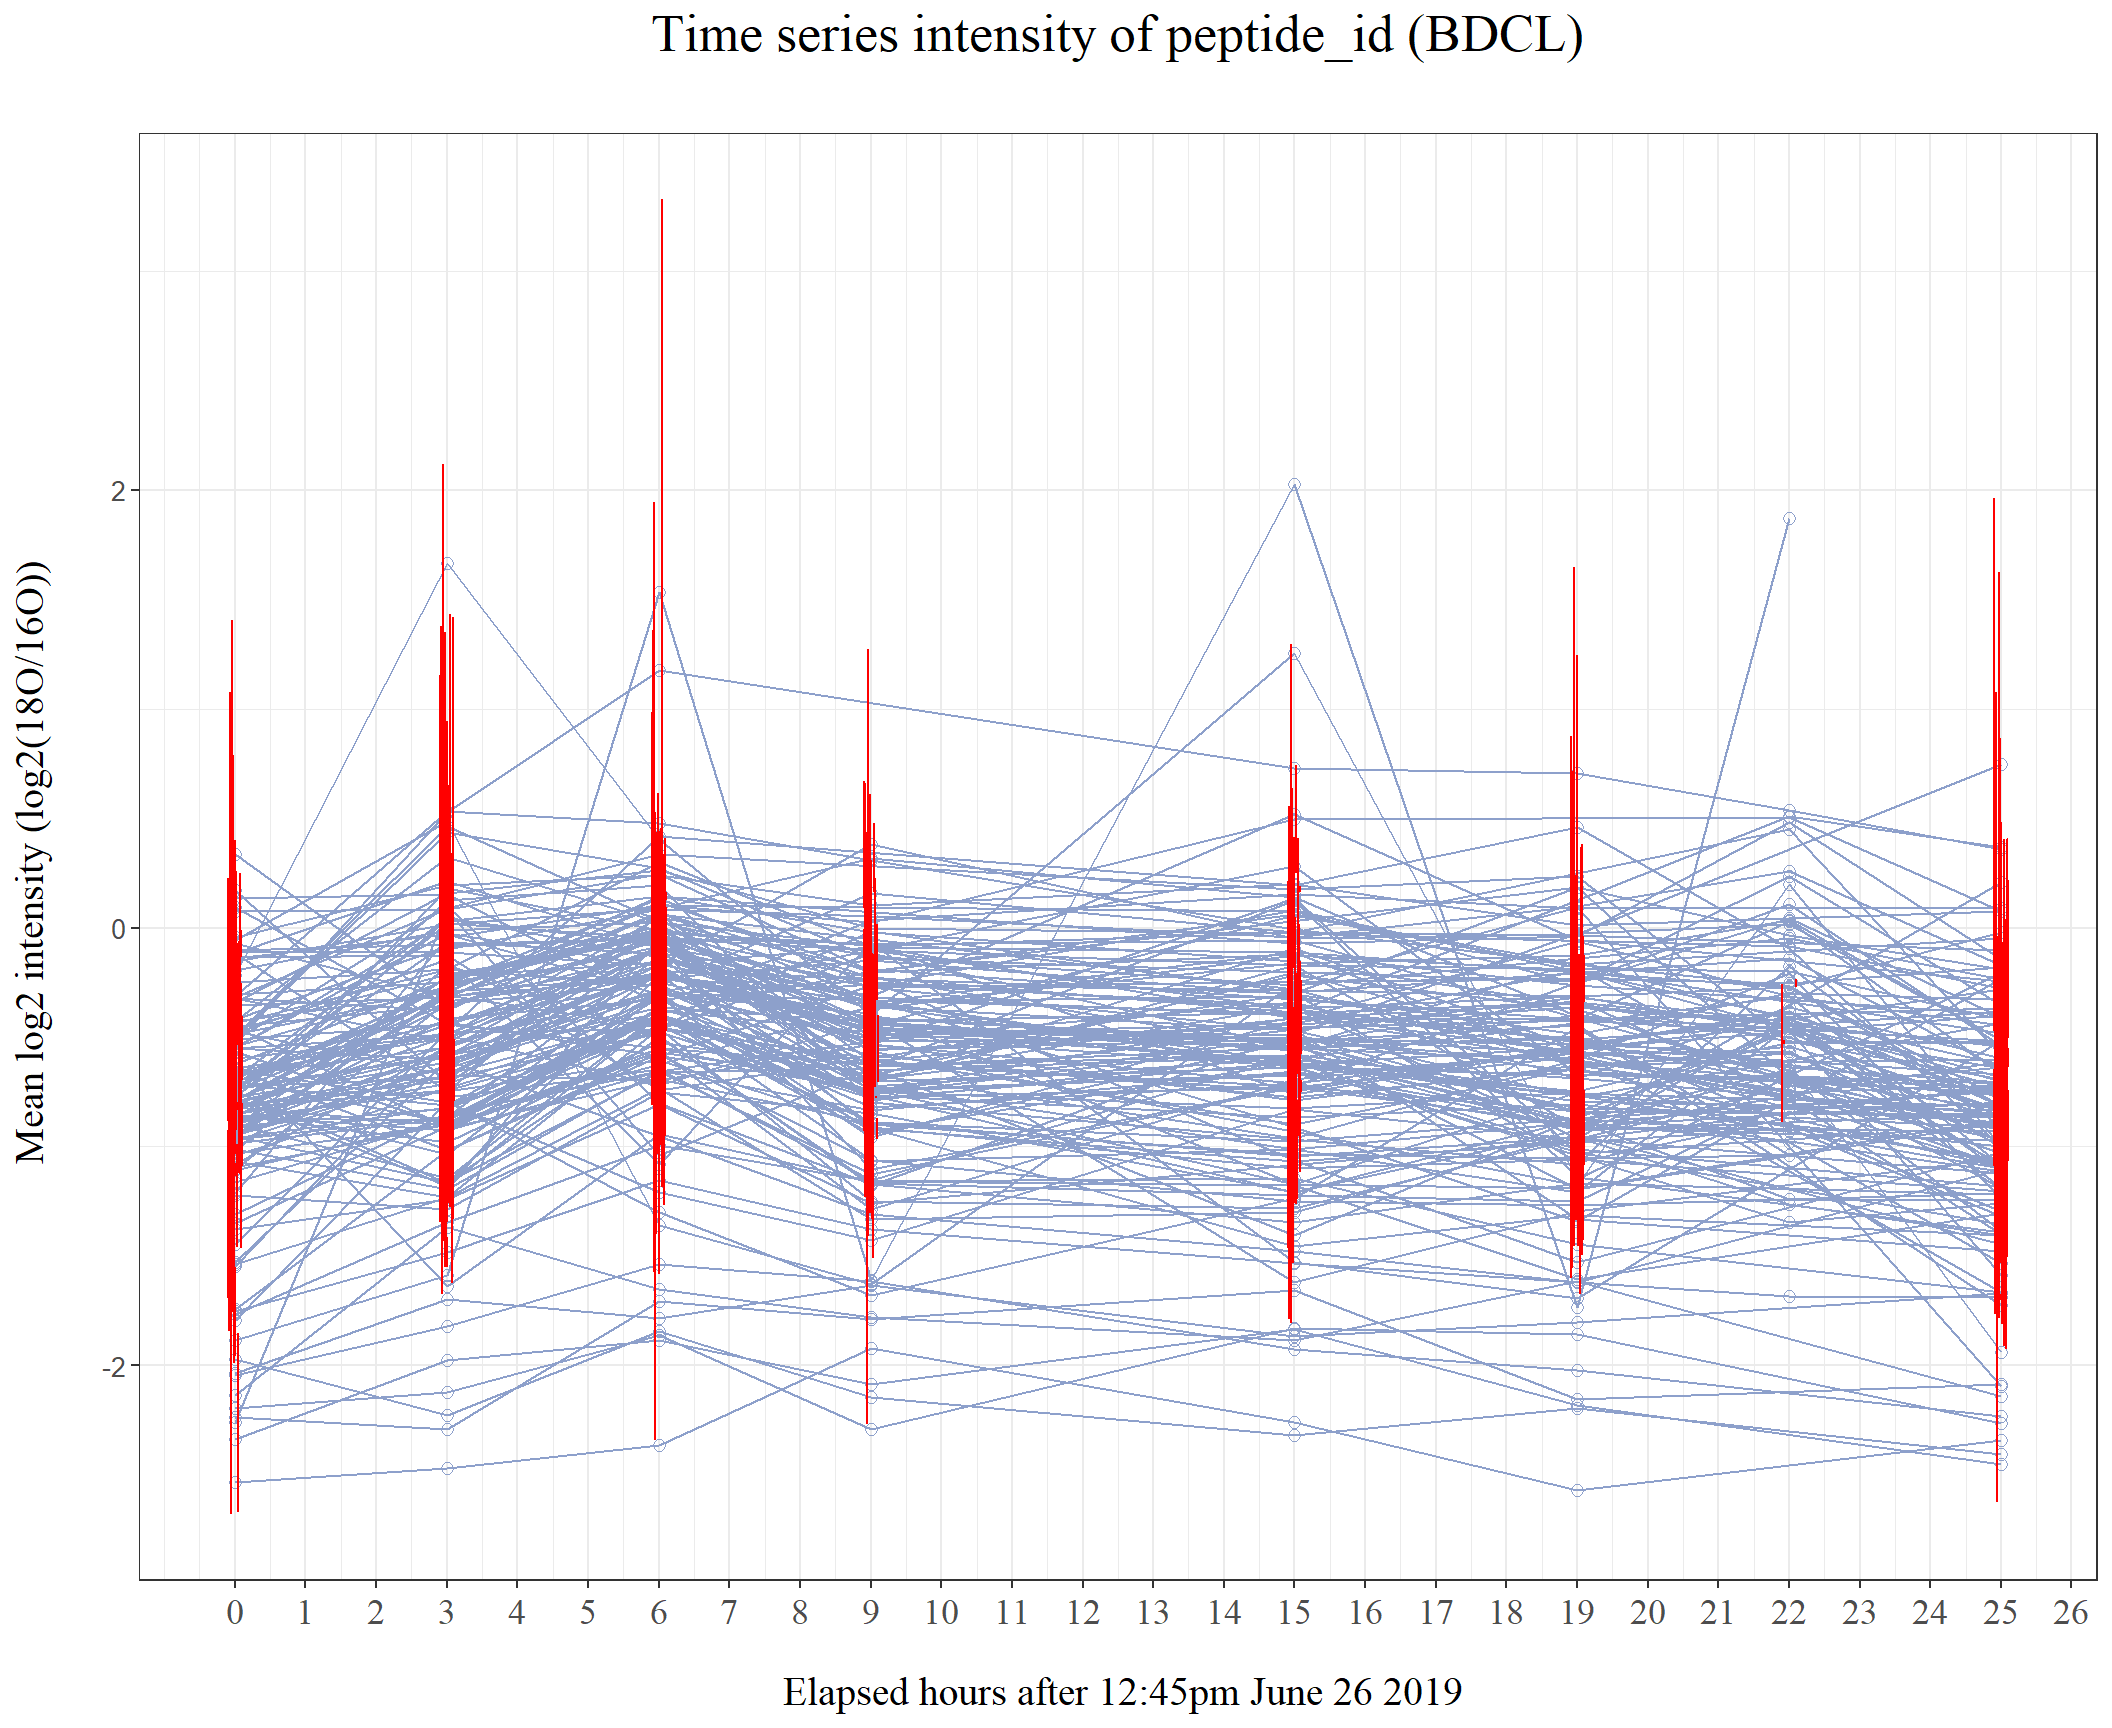 Time series intensity of peptide_id (BDCL)
Mean log2 intensity (log2(18O/16O))
2
0
-2
0 1 2 3 4 5 6 7 8 9 10 11 12 13 14 15 16 17 18 19 20 21 22 23 24 25 26
Elapsed hours after 12:45pm June 26 2019